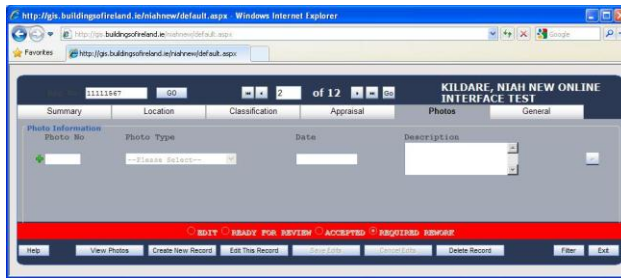 http://gis.buildingsofireland.ie/niahnew/default.aspx - Windows Internet Explorer
http://gis.buildingsofireland.ie/niahnew/default.aspx
Google
Favorites
http://gis.buildingsofireland.ie/niahnew/default.aspx
11111667 GO 2 of 12 Go KILDARE, NIAH NEW ONLINE
INTERFACE TEST
Summary Location Classification Appraisal Photos General
Photo Information
Photo No Photo Type Date Description
--Please Select--
EDIT READY FOR REVIEW ACCEPTED REQUIRED REWORK
Help View Photos Create New Record Edit This Record Save Edits Cancel Edits Delete Record Filter Exit